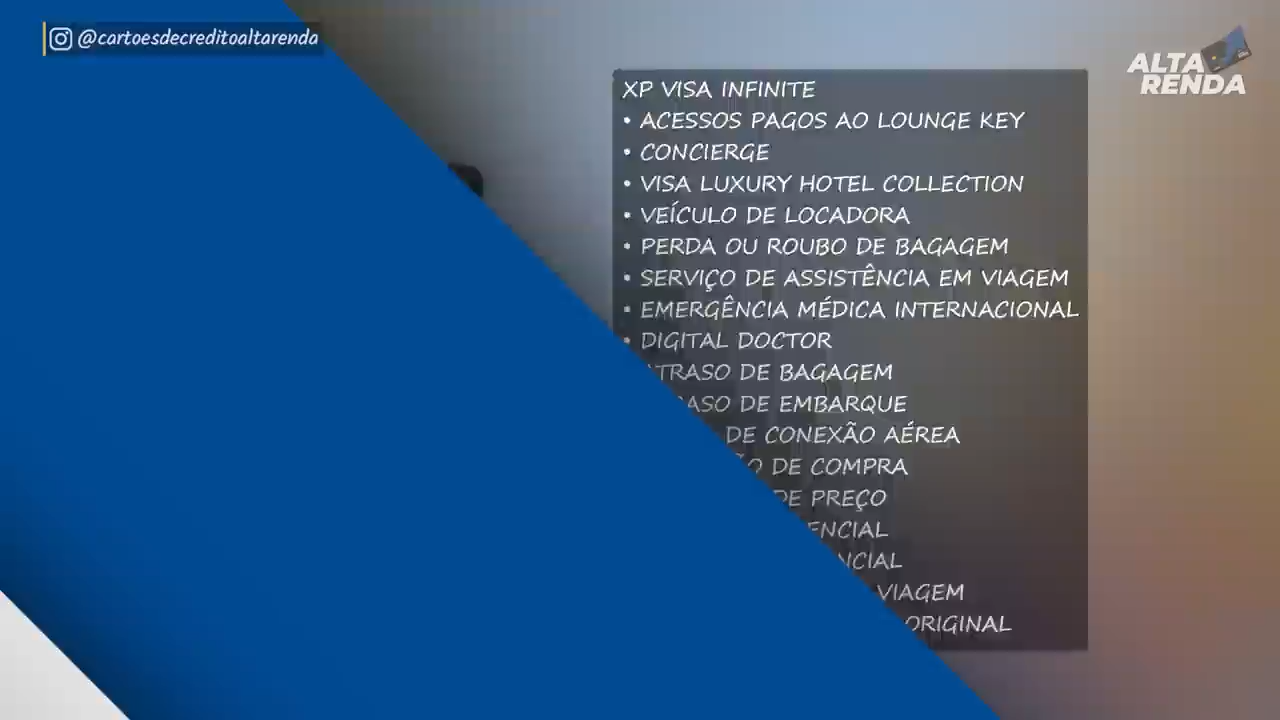 @cartoesdecreditoaltarenda
ALTA
RENDA
XP VISA INFINITE
• ACESSOS PAGOS AO LOUNGE KEY
• CONCIERGE
• VISA LUXURY HOTEL COLLECTION
• VEÍCULO DE LOCADORA
• PERDA OU ROUBO DE BAGAGEM
• SERVIÇO DE ASSISTÊNCIA EM VIAGEM
• EMERGÊNCIA MÉDICA INTERNACIONAL
• DIGITAL DOCTOR
DE BAGAGEM
DE EMBARQUE
DE CONEXÃO AÉREA
DE COMPRA
DE PREÇO
VIAGEM
ORIGINAL